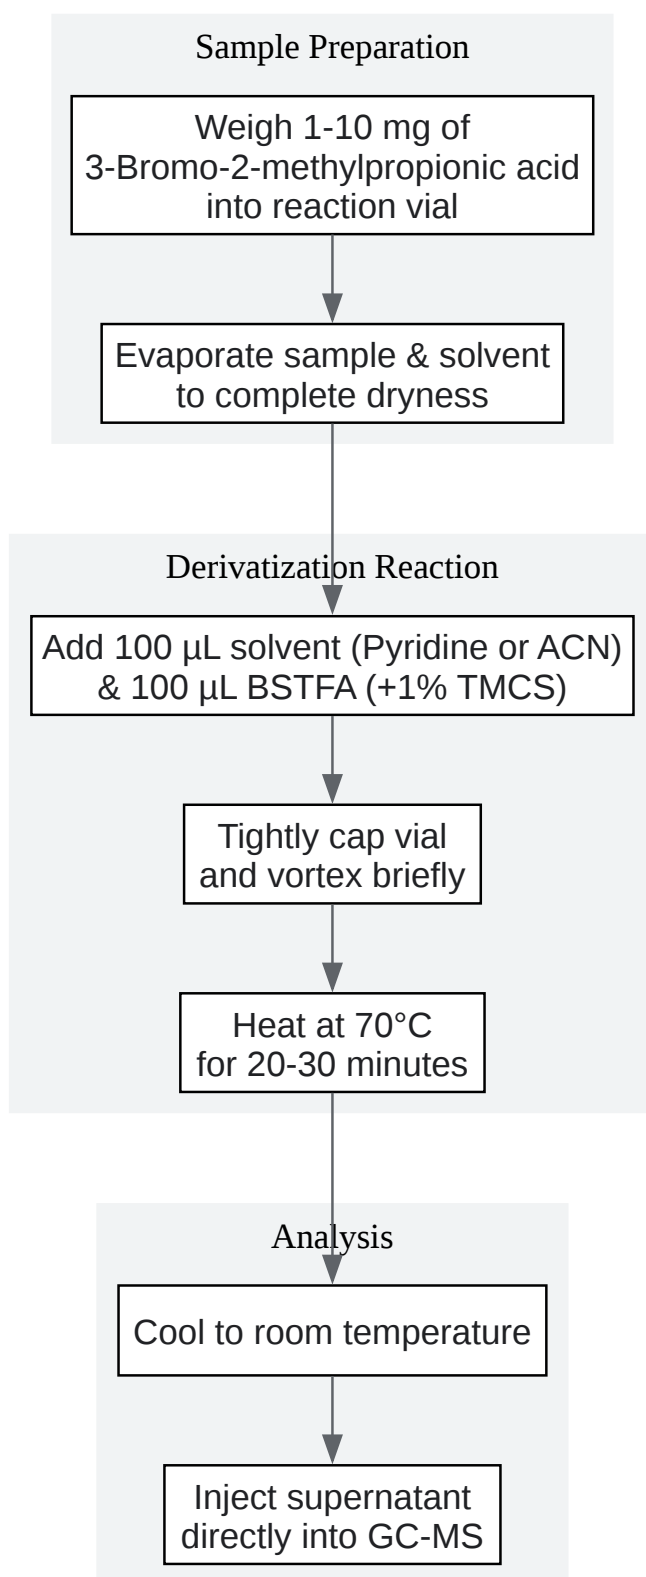 Sample Preparation
Weigh 1-10 mg of
3-Bromo-2-methylpropionic acid
into reaction vial
Evaporate sample & solvent
to complete dryness
Derivatization Reaction
Add 100 µL solvent (Pyridine or ACN)
& 100 µL BSTFA (+1% TMCS)
Tightly cap vial
and vortex briefly
Heat at 70°C
for 20-30 minutes
Analysis
Cool to room temperature
Inject supernatant
directly into GC-MS